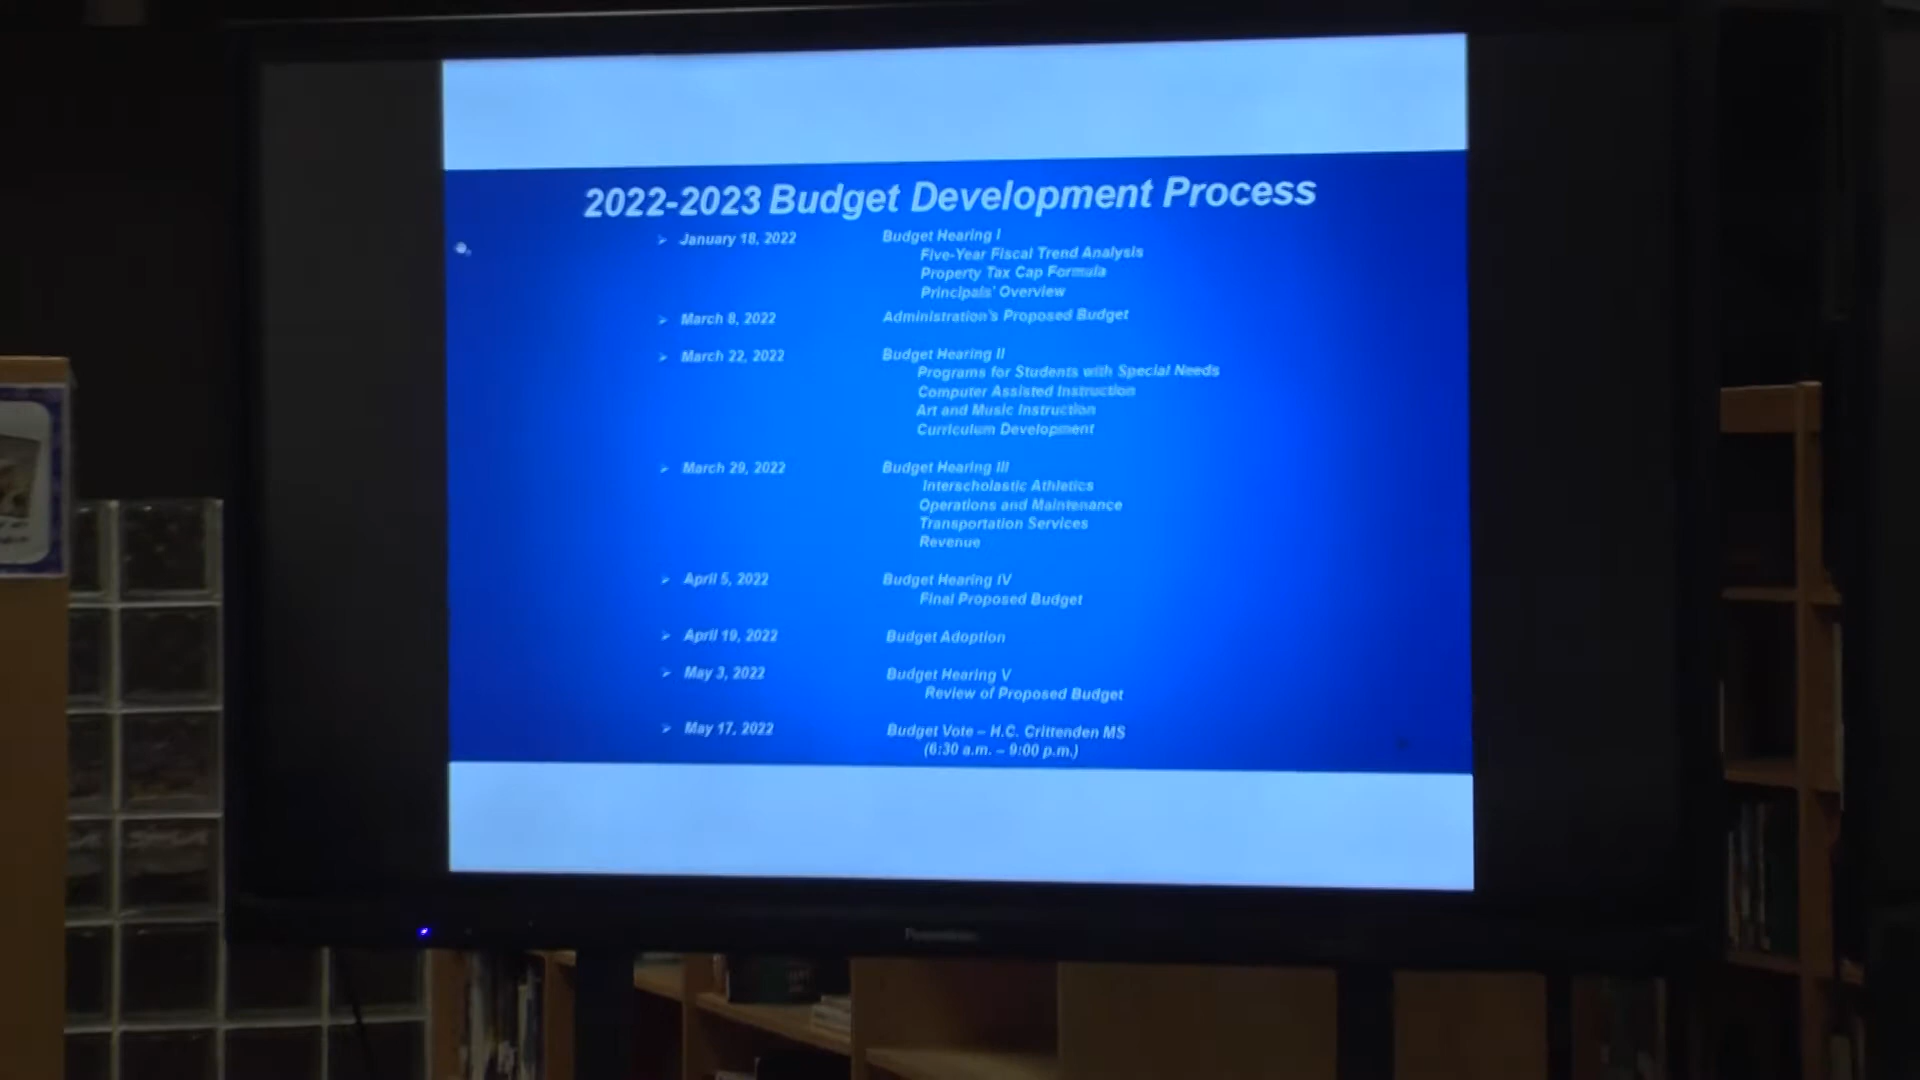 2022-2023 Budget Development Process
➢ January 18, 2022 Budget Hearing I
Five-Year Fiscal Trend Analysis
Property Tax Cap Formula
Principals' Overview
➢ March 8, 2022 Administration's Proposed Budget
➢ March 22, 2022 Budget Hearing II
Programs for Students with Special Needs
Computer Assisted Instruction
Art and Music Instruction
Curriculum Development
➢ March 29, 2022 Budget Hearing III
Interscholastic Athletics
Operations and Maintenance
Transportation Services
Revenue
➢ April 5, 2022 Budget Hearing IV
Final Proposed Budget
➢ April 19, 2022 Budget Adoption
➢ May 3, 2022 Budget Hearing V
Review of Proposed Budget
➢ May 17, 2022 Budget Vote – H.C. Crittenden MS
(6:30 a.m. – 9:00 p.m.)